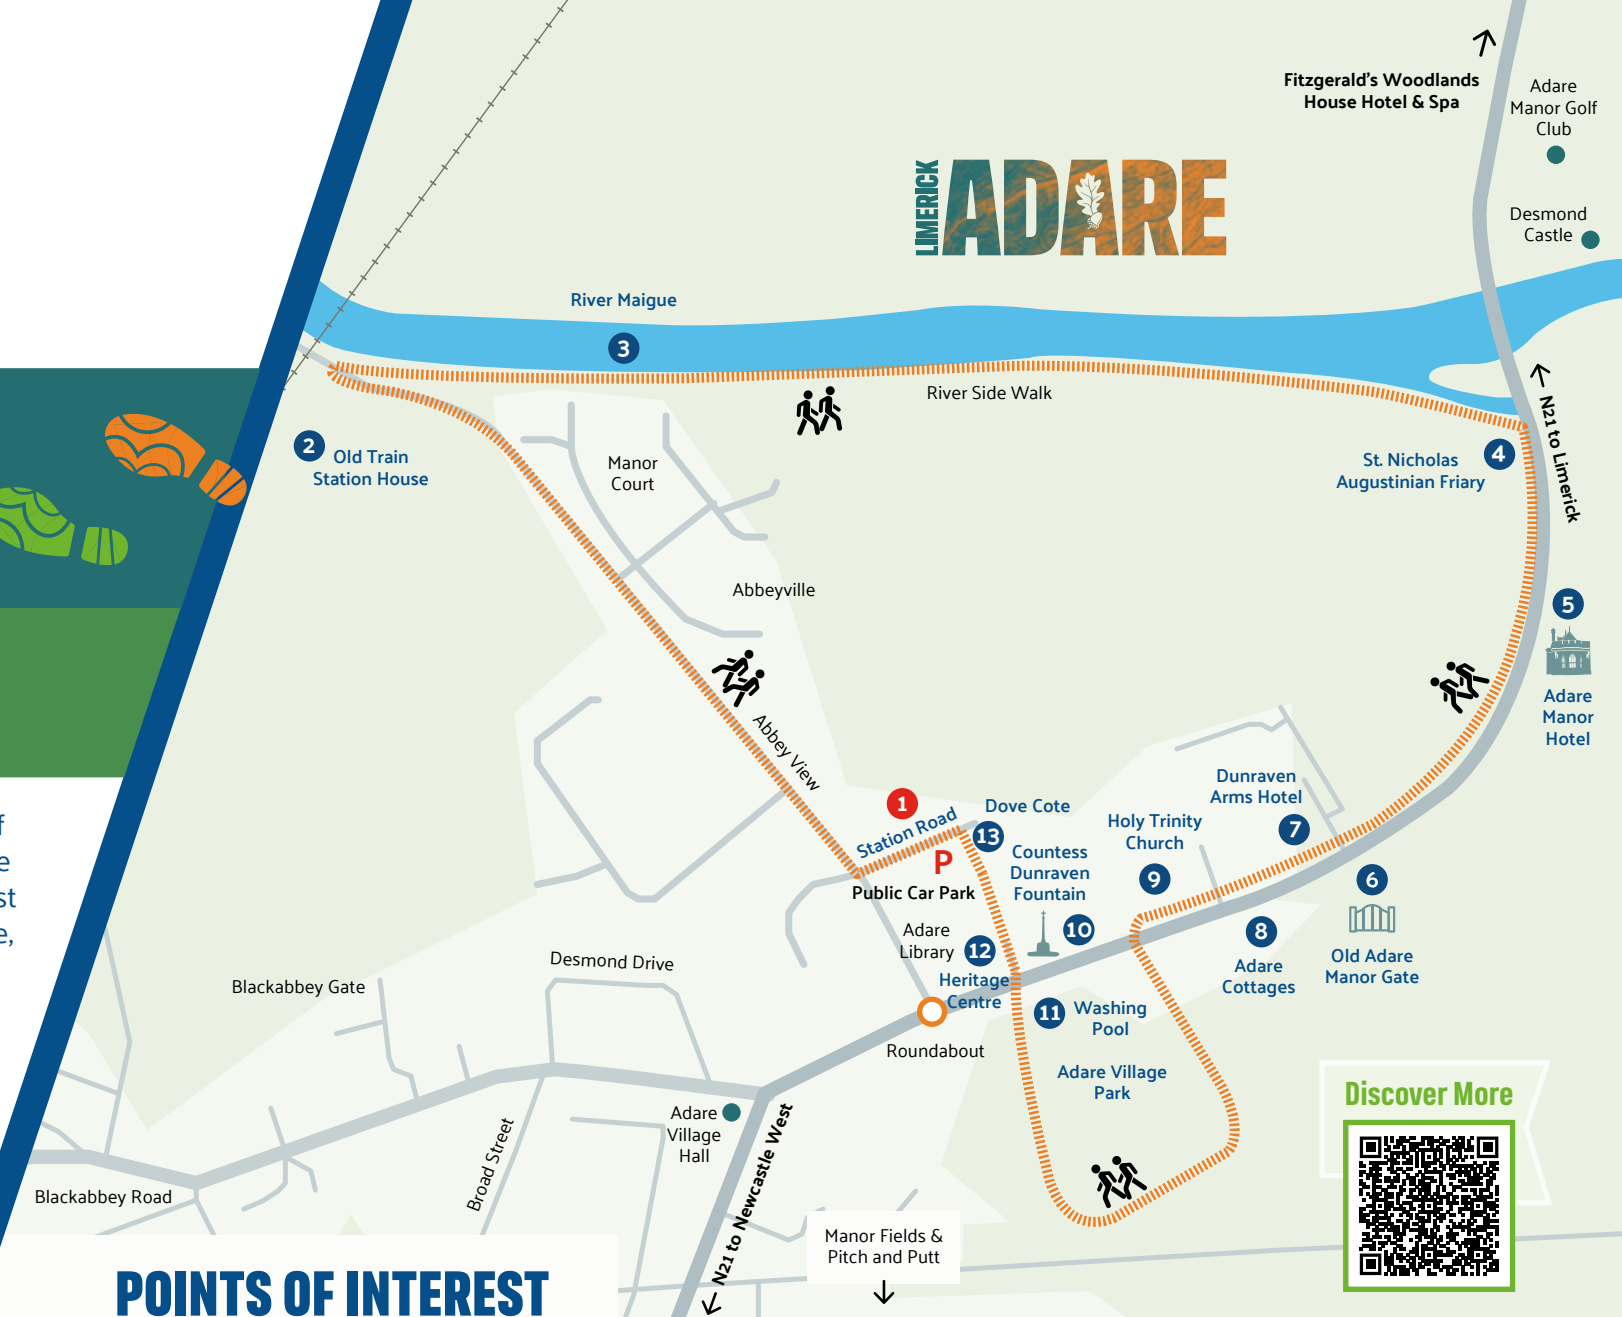 Fitzgerald's Woodlands
House Hotel & Spa
Adare
Manor Golf
Club
LIMERICK
ADARE
Desmond
Castle
River Maigue
3
River Side Walk
N21 to Limerick
2
Old Train
Station House
Manor
Court
4
St. Nicholas
Augustinian Friary
Abbeyville
5
Adare
Manor
Hotel
Abbey View
1
Station Road
P
Public Car Park
Dove Cote
13
Countess
Dunraven
Fountain
10
Holy Trinity
Church
9
Dunraven
Arms Hotel
7
6
Old Adare
Manor Gate
8
Adare
Cottages
Adare
Library
12
Heritage
Centre
11
Washing
Pool
Roundabout
Adare Village
Park
f
e
st
e,
Desmond Drive
Blackabbey Gate
Adare
Village
Hall
Broad Street
Blackabbey Road
N21 to Newcastle West
Manor Fields &
Pitch and Putt
Discover More
POINTS OF INTEREST